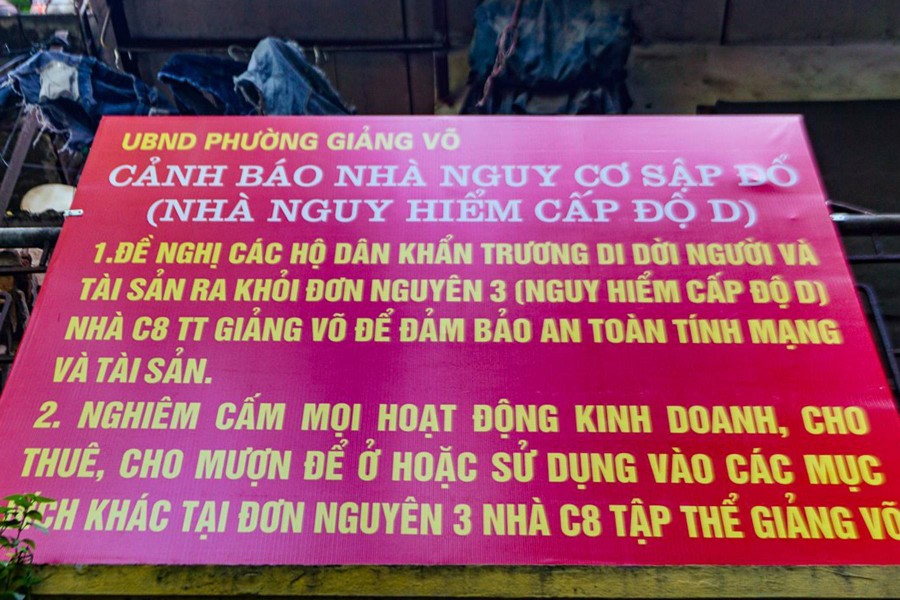 UBND PHƯỜNG GIẢNG VÕ
CẢNH BÁO NHÀ NGUY CƠ SẬP ĐỔ
(NHÀ NGUY HIỂM CẤP ĐỘ D)
1.ĐỀ NGHỊ CÁC HỘ DÂN KHẨN TRƯƠNG DI DỜI NGƯỜI VÀ
TÀI SẢN RA KHỎI ĐƠN NGUYÊN 3 (NGUY HIỂM CẤP ĐỘ D)
NHÀ C8 TT GIẢNG VÕ ĐỂ ĐẢM BẢO AN TOÀN TÍNH MẠNG
VÀ TÀI SẢN.
2. NGHIÊM CẤM MỌI HOẠT ĐỘNG KINH DOANH, CHO
THUÊ, CHO MƯỢN ĐỂ Ở HOẶC SỬ DỤNG VÀO CÁC MỤC
ĐÍCH KHÁC TẠI ĐƠN NGUYÊN 3 NHÀ C8 TẬP THỂ GIẢNG VÕ